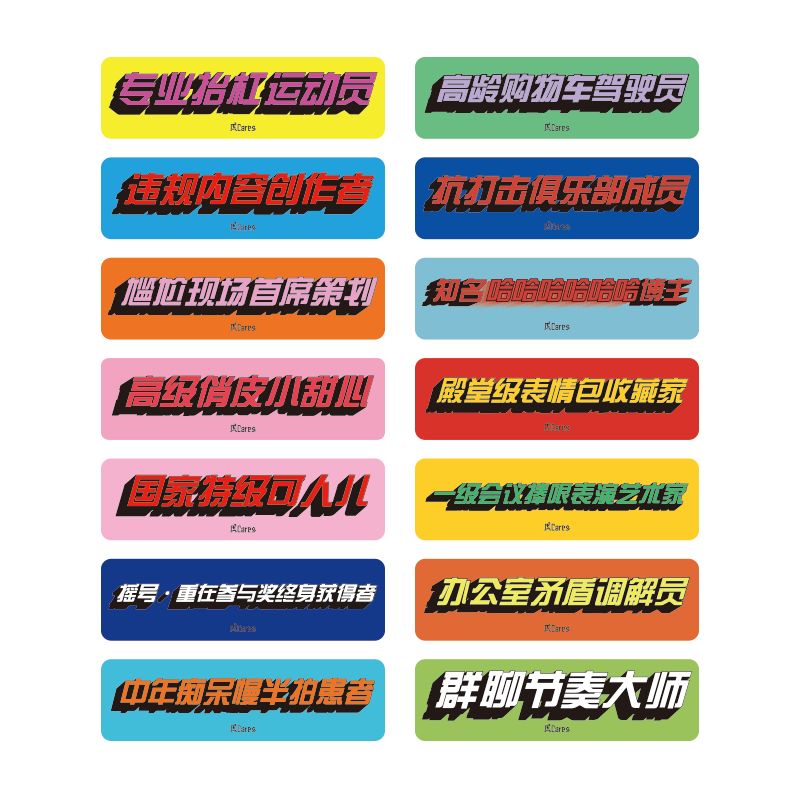 专业抬杠运动员
Cares
高龄购物车驾驶员
Cares
违规内容创作者
Cares
抗打击俱乐部成员
Cares
尴尬现场首席策划
Cares
知名哈哈哈哈哈哈博主
Cares
高级俏皮小甜心
Cares
殿堂级表情包收藏家
Cares
国家特级可人儿
Cares
一级会议捧哏表演艺术家
Cares
摇号·重在参与奖终身获得者
Cares
办公室矛盾调解员
Cares
中年痴呆慢半拍患者
Cares
群聊节奏大师
Cares